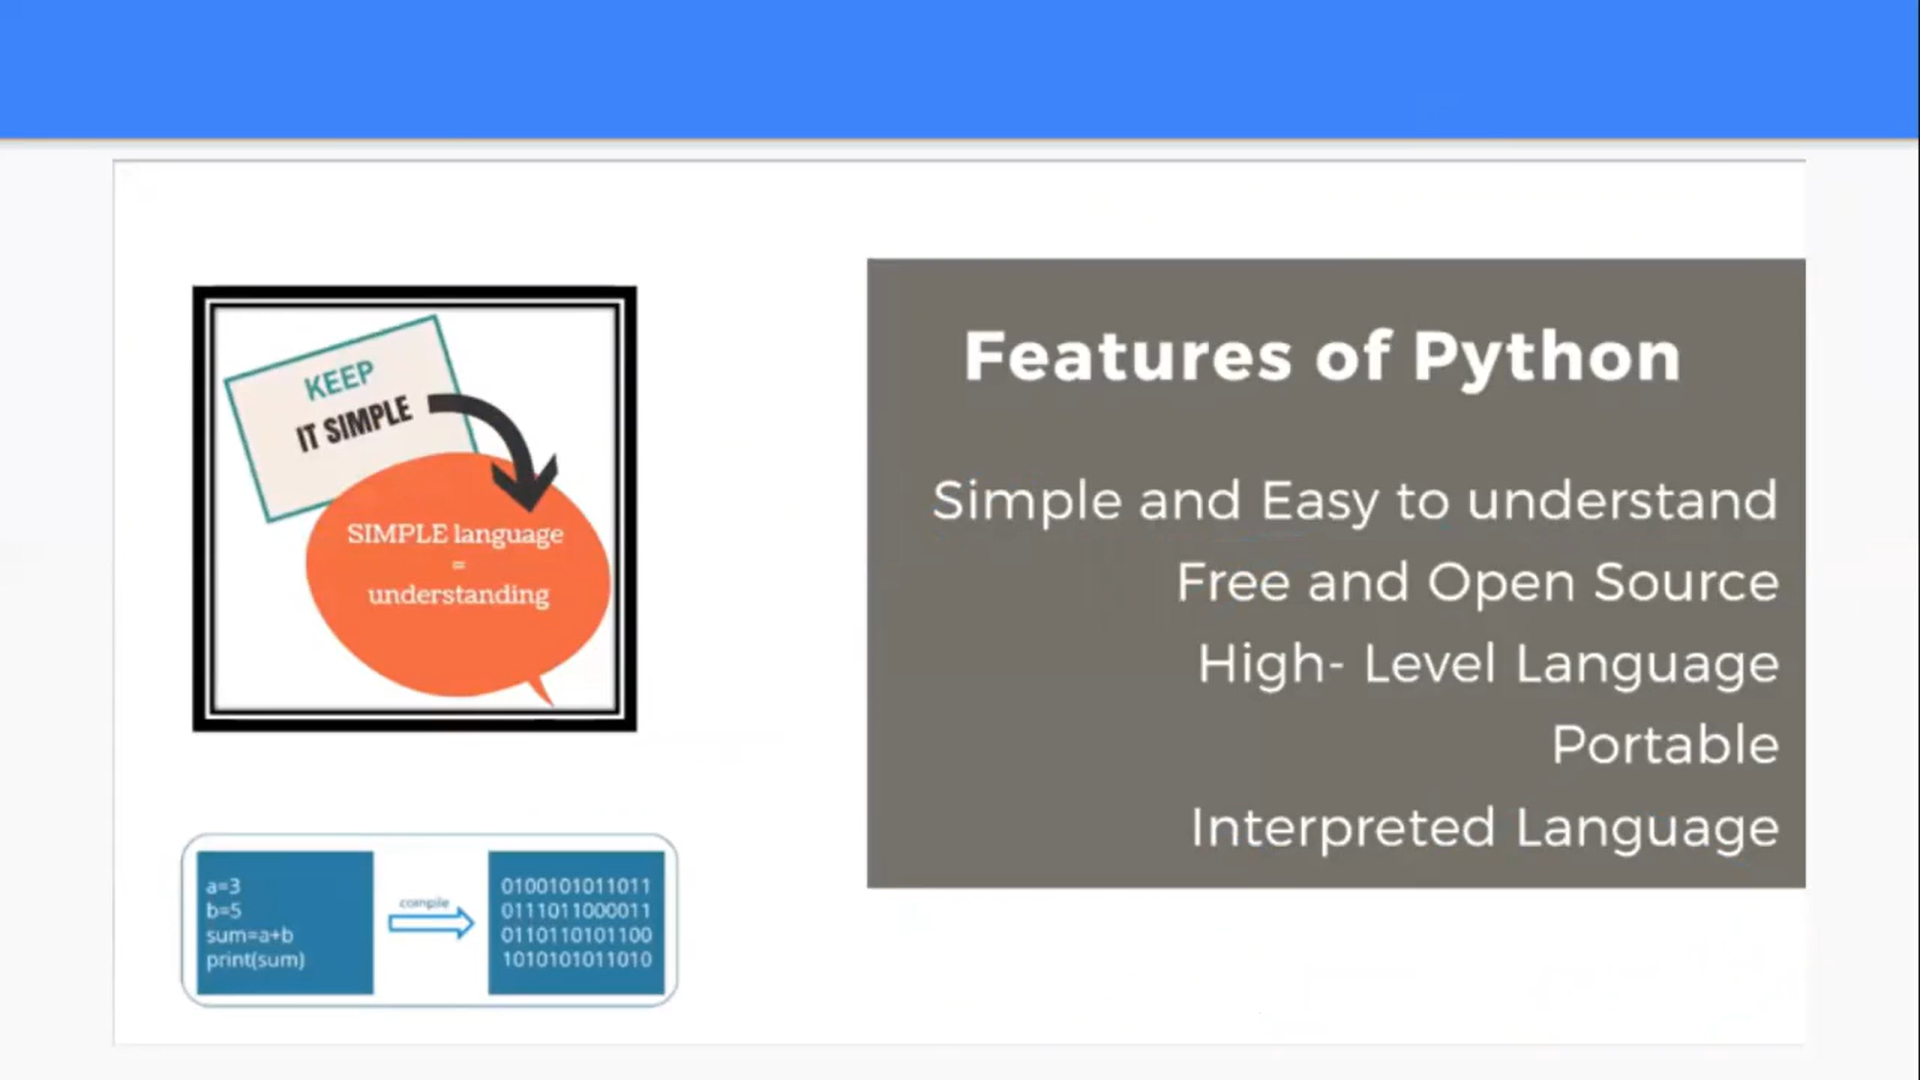 KEEP
IT SIMPLE
SIMPLE language
=
understanding
a=3
b=5
sum=a+b
print(sum)
compile
0100101011011
0111011000011
0110110101100
1010101011010
Features of Python
Simple and Easy to understand
Free and Open Source
High- Level Language
Portable
Interpreted Language